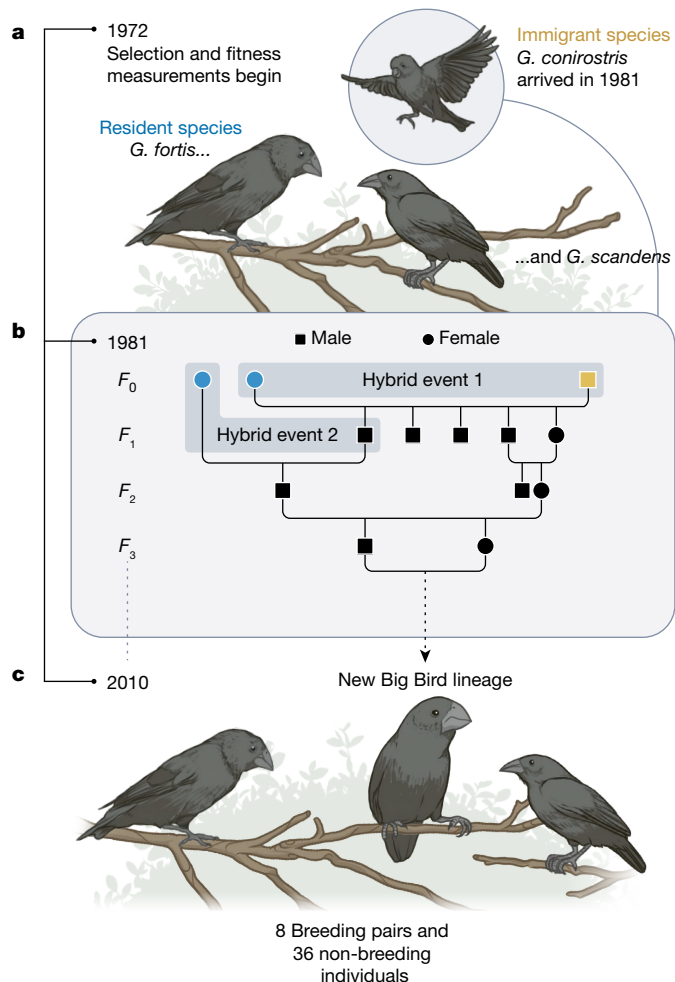 a
1972
Selection and fitness
measurements begin
Immigrant species
G. conirostris
arrived in 1981
Resident species
G. fortis...
...and G. scandens
b
1981
Male
Female
F0
Hybrid event 1
F1
Hybrid event 2
F2
F3
c
2010
New Big Bird lineage
8 Breeding pairs and
36 non-breeding
individuals